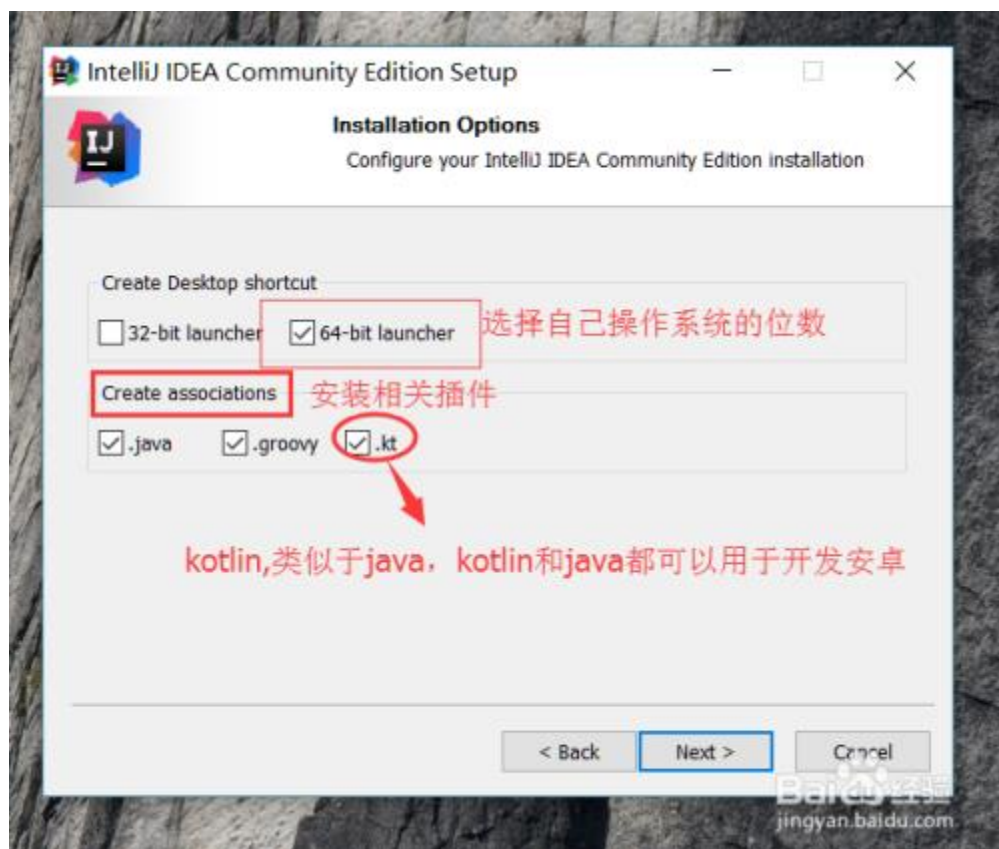 IntelliJ IDEA Community Edition Setup
IJ
Installation Options
Configure your IntelliJ IDEA Community Edition installation
Create Desktop shortcut
32-bit launcher 64-bit launcher 选择自己操作系统的位数
Create associations 安装相关插件
.java .groovy .kt
kotlin,类似于java，kotlin和java都可以用于开发安卓
< Back Next > Cancel
Baidu经验
jingyan.baidu.com